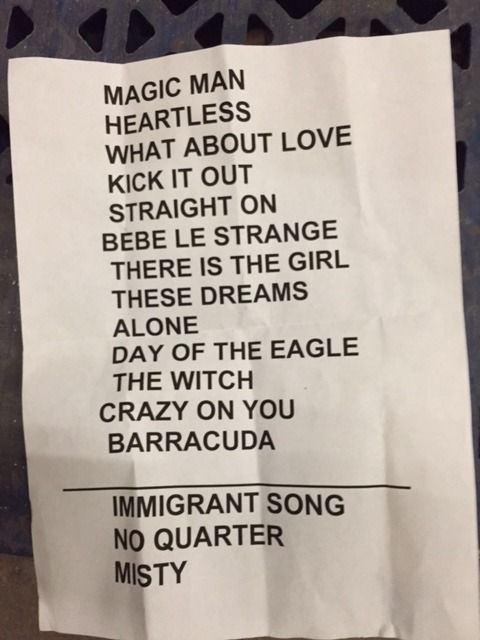 MAGIC MAN
HEARTLESS
WHAT ABOUT LOVE
KICK IT OUT
STRAIGHT ON
BEBE LE STRANGE
THERE IS THE GIRL
THESE DREAMS
ALONE
DAY OF THE EAGLE
THE WITCH
CRAZY ON YOU
BARRACUDA
IMMIGRANT SONG
NO QUARTER
MISTY